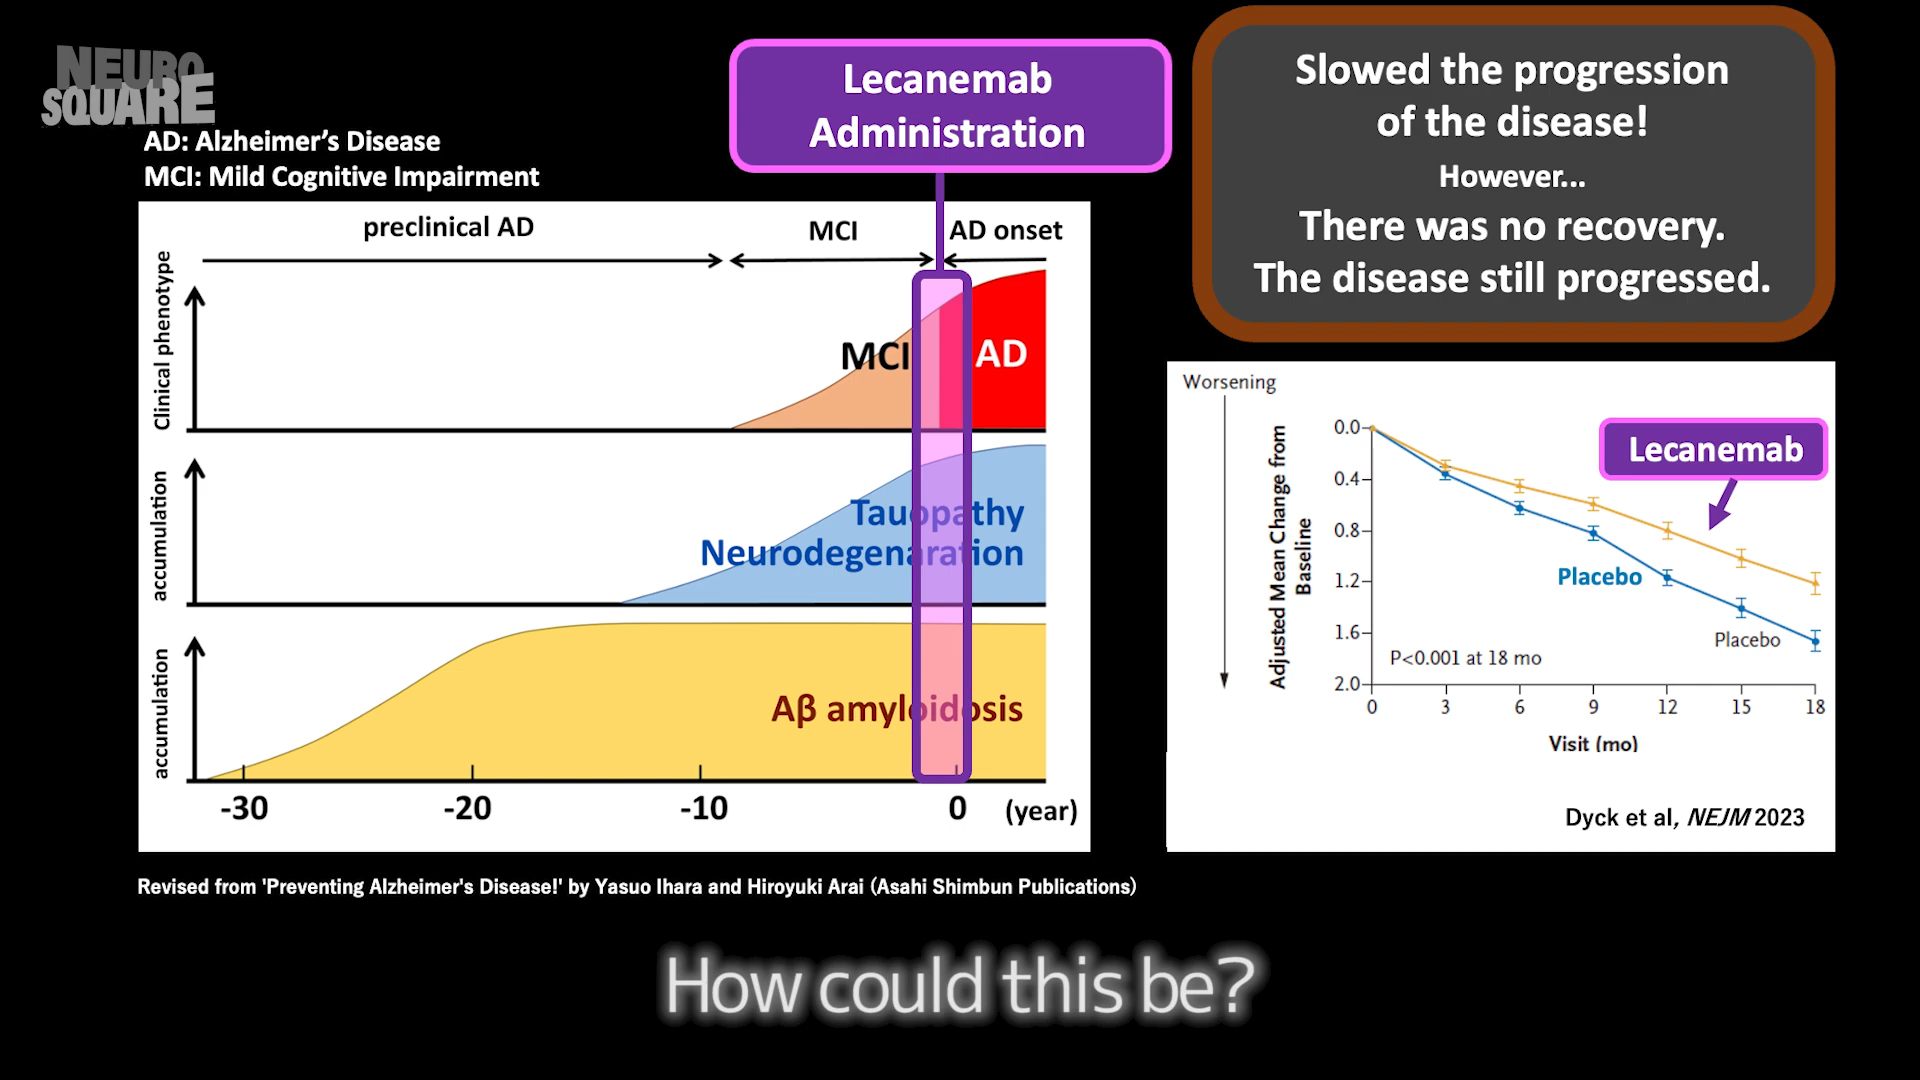 NEURO
SQUARE
AD: Alzheimer's Disease
MCI: Mild Cognitive Impairment
Lecanemab
Administration
Slowed the progression
of the disease!
However...
There was no recovery.
The disease still progressed.
preclinical AD
MCI
AD onset
Clinical phenotype
MCI
AD
accumulation
Tauopathy
Neurodegenaration
accumulation
Aβ amyloidosis
-30
-20
-10
0
(year)
Revised from 'Preventing Alzheimer's Disease!' by Yasuo Ihara and Hiroyuki Arai (Asahi Shimbun Publications)
Worsening
Adjusted Mean Change from
Baseline
0.0
0.4
0.8
1.2
1.6
2.0
Lecanemab
Placebo
Placebo
P<0.001 at 18 mo
0
3
6
9
12
15
18
Visit (mo)
Dyck et al, NEJM 2023
How could this be?